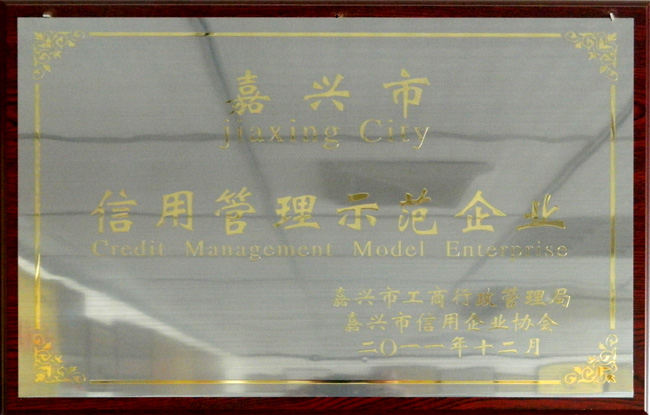 嘉兴市
jiaxing City
信用管理示范企业
Credit Management Model Enterprise
嘉兴市工商行政管理局
嘉兴市信用企业协会
二〇一一年十二月